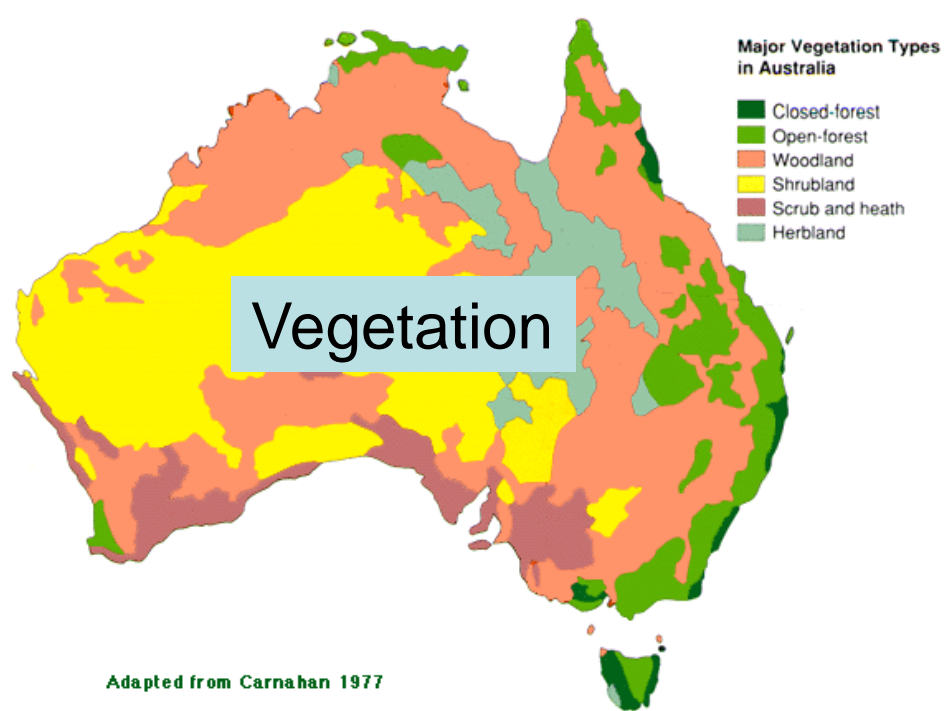 Major Vegetation Types
in Australia
Closed-forest
Open-forest
Woodland
Shrubland
Scrub and heath
Herbland
Vegetation
Adapted from Carnahan 1977